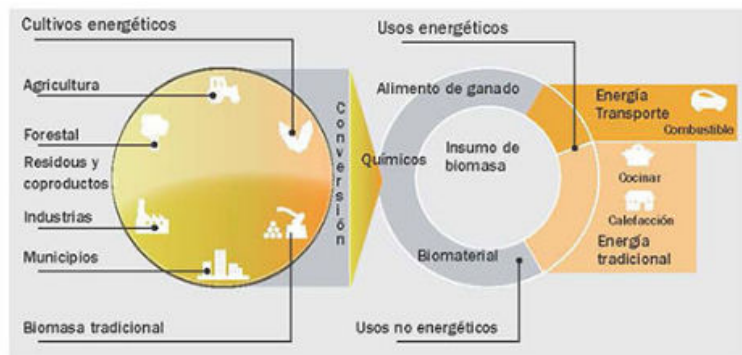 Cultivos energéticos
Agricultura
Forestal
Residous y
coproductos
Industrias
Municipios
Biomasa tradicional
Conversión
Usos energéticos
Alimento de ganado
Químicos
Insumo de
biomasa
Biomaterial
Usos no energéticos
Energía
Transporte
Combustible
Cocinar
Calefacción
Energía
tradicional